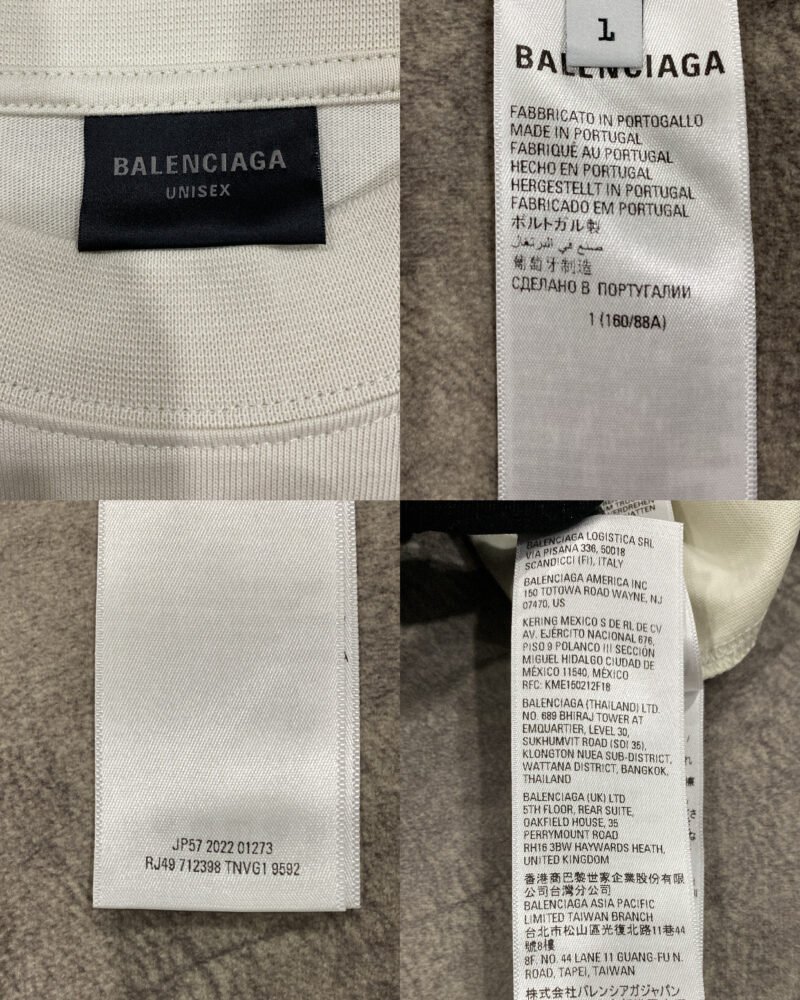 BALENCIAGA
UNISEX
1
BALENCIAGA
FABBRICATO IN PORTOGALLO
MADE IN PORTUGAL
FABRIQUÉ AU PORTUGAL
HECHO EN PORTUGAL
HERGESTELLT IN PORTUGAL
FABRICADO EM PORTUGAL
ポルトガル製
صنع في البرتغال
葡萄牙制造
СДЕЛАНО В ПОРТУГАЛИИ
1 (160/88A)
JP57 2022 01273
RJ49 712398 TNVG1 9592
BALENCIAGA LOGISTICA SRL
VIA PISANA 336, 50018
SCANDICCI (FI), ITALY
BALENCIAGA AMERICA INC
150 TOTOWA ROAD WAYNE, NJ
07470, US
KERING MEXICO S DE RL DE CV
AV. EJÉRCITO NACIONAL 676,
PISO 9 POLANCO III SECCIÓN
MIGUEL HIDALGO CIUDAD DE
MÉXICO 11540, MÉXICO
RFC: KME150212F18
BALENCIAGA (THAILAND) LTD.
NO. 689 BHIRAJ TOWER AT
EMQUARTIER, LEVEL 30,
SUKHUMVIT ROAD (SOI 35),
KLONGTON NUEA SUB-DISTRICT,
WATTANA DISTRICT, BANGKOK,
THAILAND
BALENCIAGA (UK) LTD
5TH FLOOR, REAR SUITE,
OAKFIELD HOUSE, 35
PERRYMOUNT ROAD
RH16 3BW HAYWARDS HEATH,
UNITED KINGDOM
香港商巴黎世家企業股份有限
公司台灣分公司
BALENCIAGA ASIA PACIFIC
LIMITED TAIWAN BRANCH
台北市松山區光復北路11巷44
號8樓
8F. NO. 44 LANE 11 GUANG-FU N.
ROAD, TAPEI, TAIWAN
株式会社バレンシアガジャパン